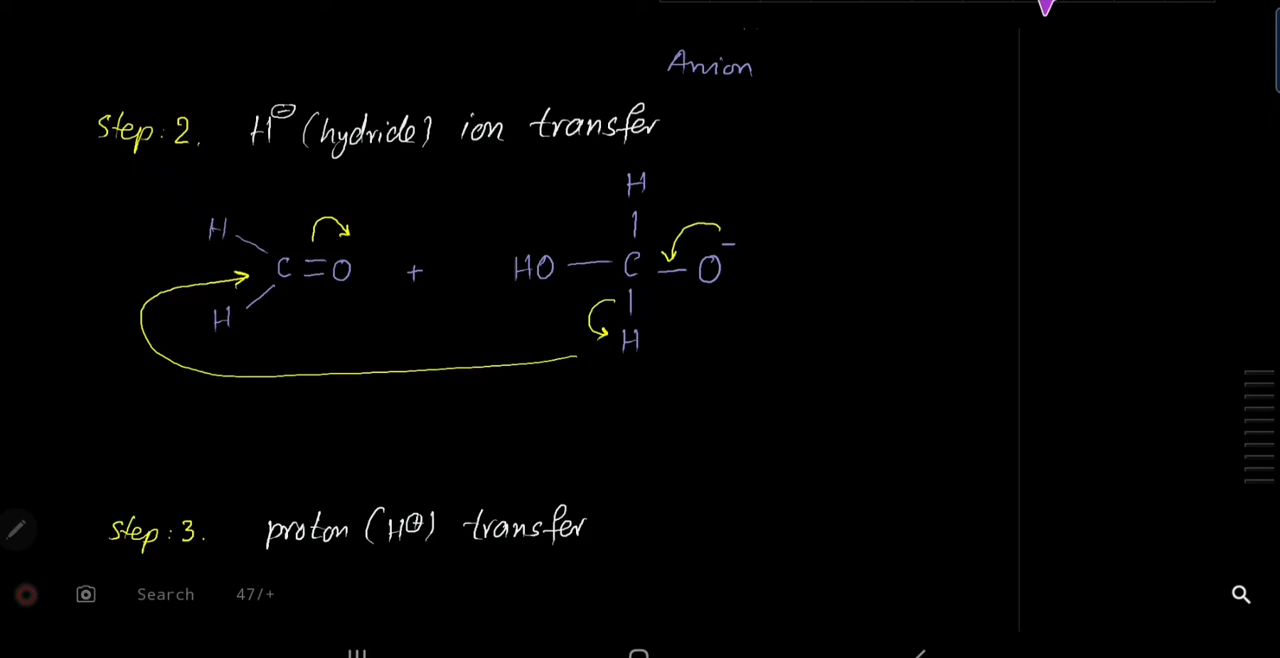 Anion
Step: 2. H⊖ (hydride) ion transfer
H
H
C = O + HO — C — O⁻
H
H
Step: 3. proton (H⊕) transfer
Search 47/+